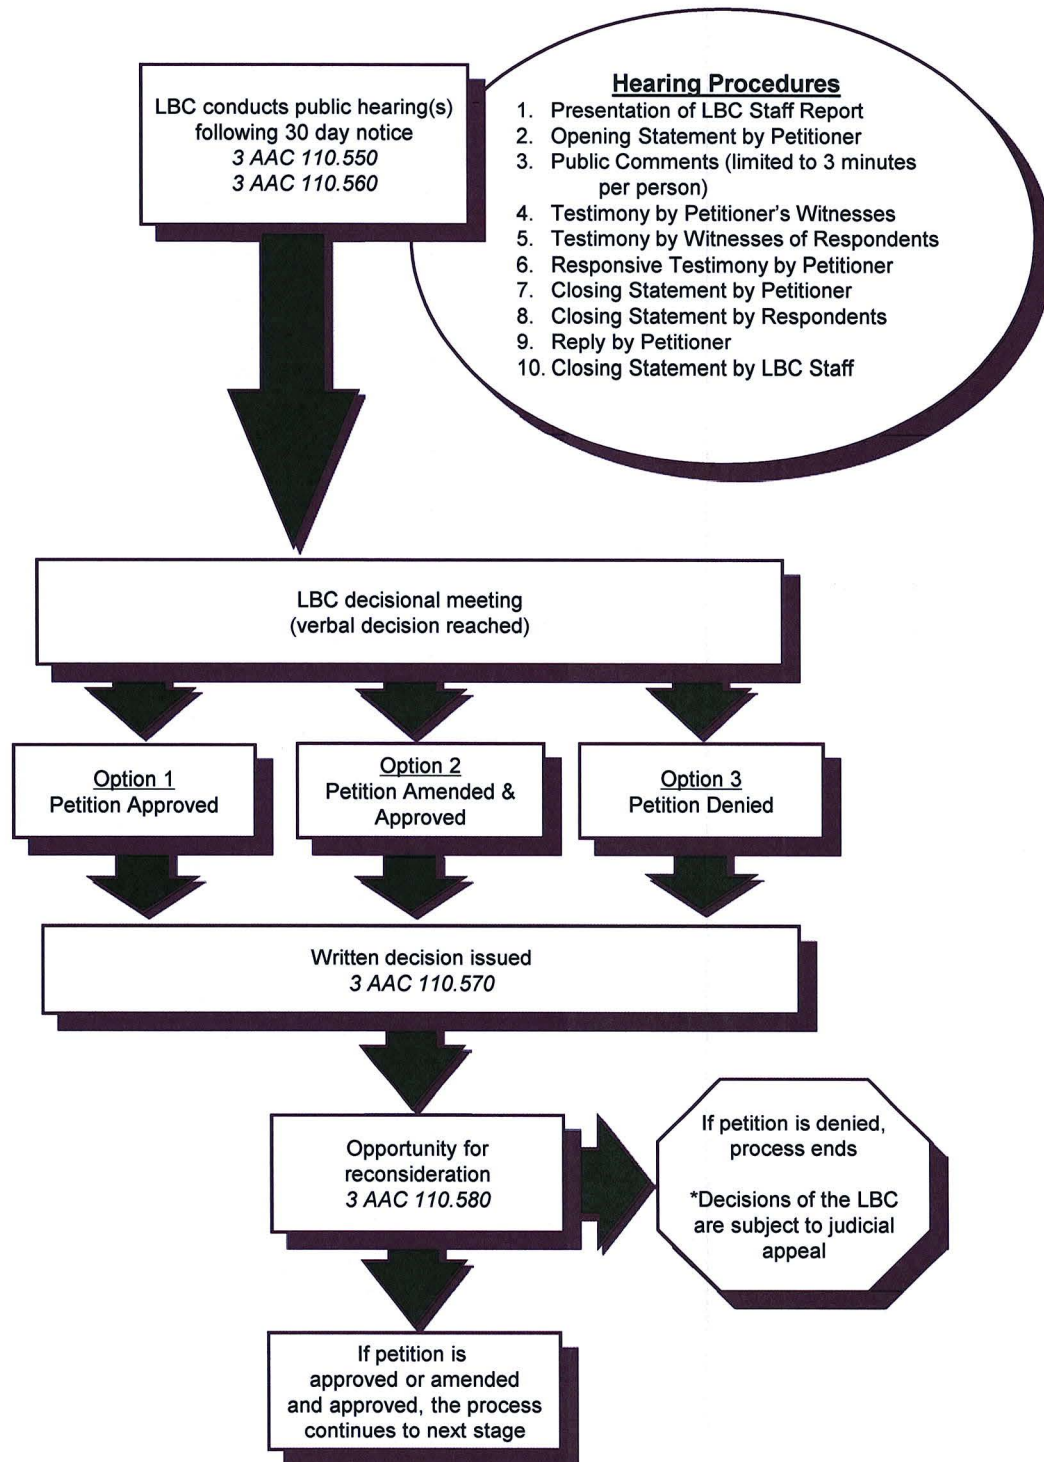 LBC conducts public hearing(s)
following 30 day notice
3 AAC 110.550
3 AAC 110.560
Hearing Procedures
1. Presentation of LBC Staff Report
2. Opening Statement by Petitioner
3. Public Comments (limited to 3 minutes
per person)
4. Testimony by Petitioner's Witnesses
5. Testimony by Witnesses of Respondents
6. Responsive Testimony by Petitioner
7. Closing Statement by Petitioner
8. Closing Statement by Respondents
9. Reply by Petitioner
10. Closing Statement by LBC Staff
LBC decisional meeting
(verbal decision reached)
Option 1
Petition Approved
Option 2
Petition Amended &
Approved
Option 3
Petition Denied
Written decision issued
3 AAC 110.570
Opportunity for
reconsideration
3 AAC 110.580
If petition is denied,
process ends
*Decisions of the LBC
are subject to judicial
appeal
If petition is
approved or amended
and approved, the process
continues to next stage